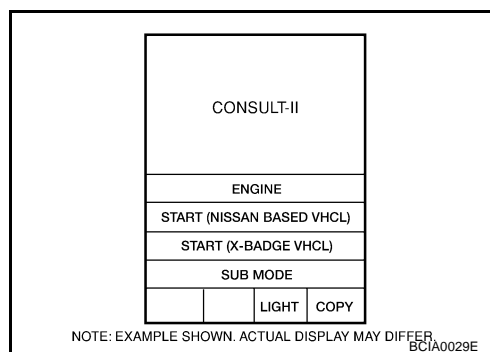 CONSULT-II
ENGINE
START (NISSAN BASED VHCL)
START (X-BADGE VHCL)
SUB MODE
LIGHT COPY
NOTE: EXAMPLE SHOWN. ACTUAL DISPLAY MAY DIFFER.
BCIA0029E